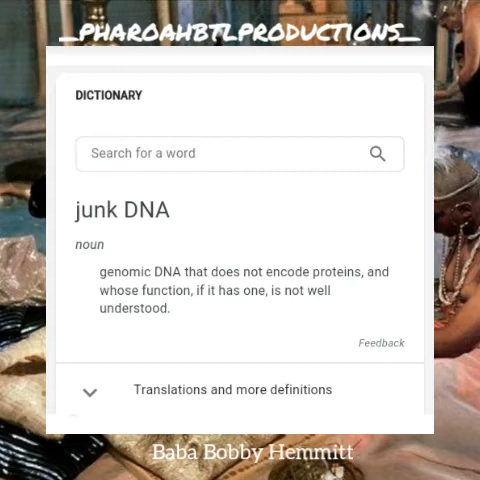 _PHAROAHBTLPRODUCTIONS_
DICTIONARY
Search for a word
junk DNA
noun
genomic DNA that does not encode proteins, and
whose function, if it has one, is not well
understood.
Feedback
Translations and more definitions
Baba Bobby Hemmitt